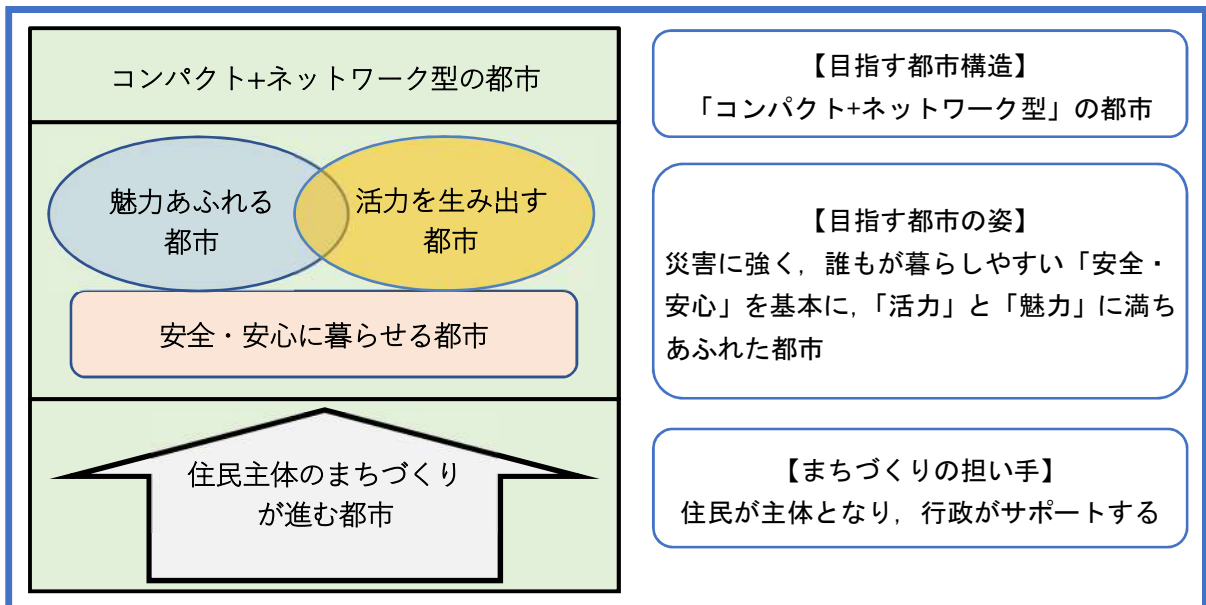 コンパクト+ネットワーク型の都市
魅力あふれる
都市
活力を生み出す
都市
安全・安心に暮らせる都市
住民主体のまちづくり
が進む都市
【目指す都市構造】
「コンパクト+ネットワーク型」の都市
【目指す都市の姿】
災害に強く，誰もが暮らしやすい「安全・
安心」を基本に，「活力」と「魅力」に満ち
あふれた都市
【まちづくりの担い手】
住民が主体となり，行政がサポートする